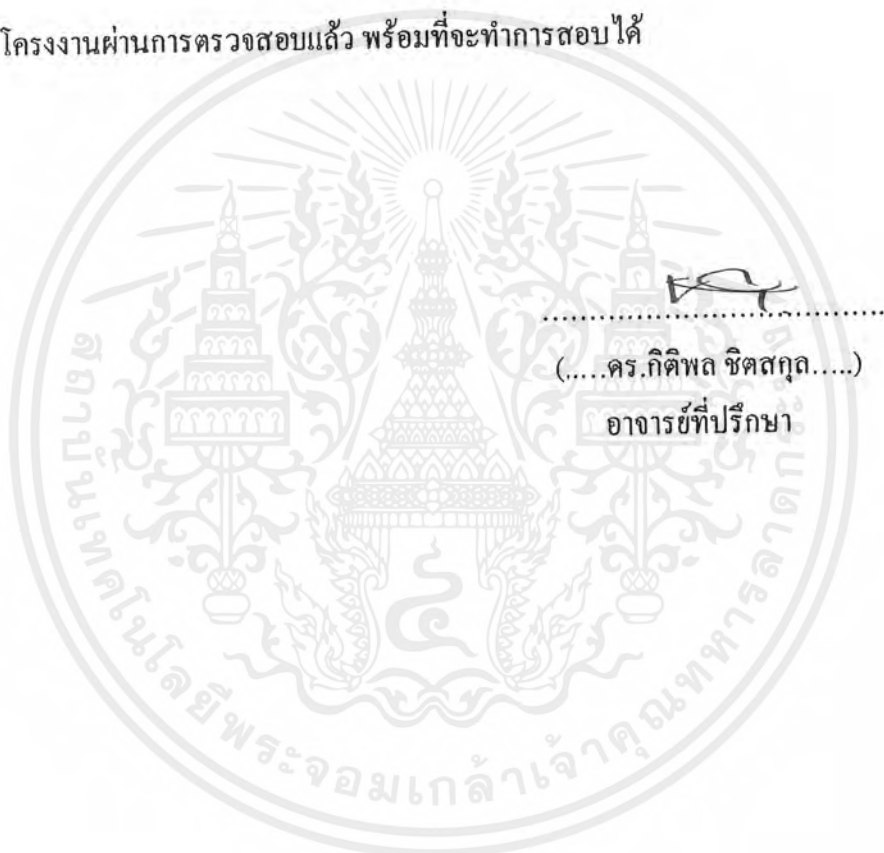 โครงงานผ่านการตรวจสอบแล้ว พร้อมที่จะทำการสอบได้
.....................................
(.....ดร.กิติพล ชิตสกุล.....)
อาจารย์ที่ปรึกษา
สถาบันเทคโนโลยีพระจอมเกล้าเจ้าคุณทหารลาดกระบัง